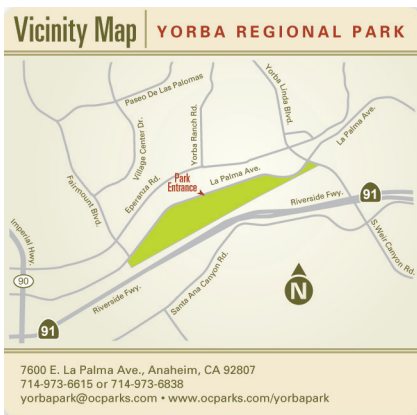 Vicinity Map YORBA REGIONAL PARK
Paseo De Las Palomas
Yorba Linda Blvd.
La Palma Ave.
Village Center Dr.
Yorba Ranch Rd.
Fairmount Blvd.
Esperanza Rd.
Park
Entrance
La Palma Ave.
91
Riverside Fwy.
Imperial Hwy.
S. Weir Canyon Rd.
90
Riverside Fwy.
Santa Ana Canyon Rd.
N
91
7600 E. La Palma Ave., Anaheim, CA 92807
714-973-6615 or 714-973-6838
yorbapark@ocparks.com • www.ocparks.com/yorbapark